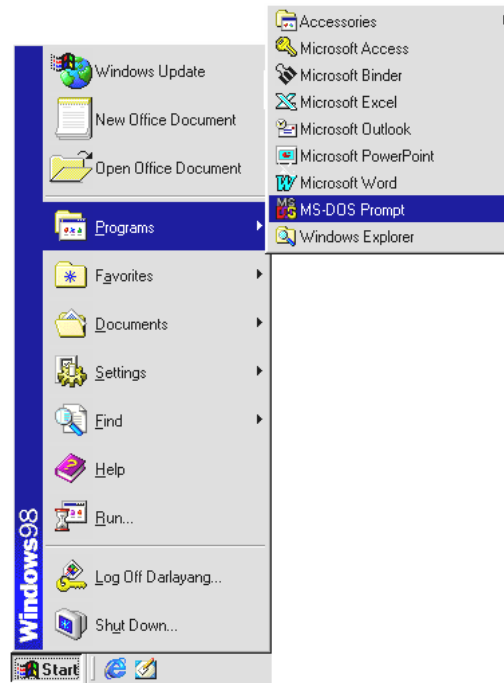 Accessories
Microsoft Access
Microsoft Binder
Microsoft Excel
Microsoft Outlook
Microsoft PowerPoint
Microsoft Word
MS-DOS Prompt
Windows Explorer
Windows Update
New Office Document
Open Office Document
Programs
Favorites
Documents
Settings
Find
Help
Run...
Log Off Darlayang...
Shut Down...
Windows98
Start